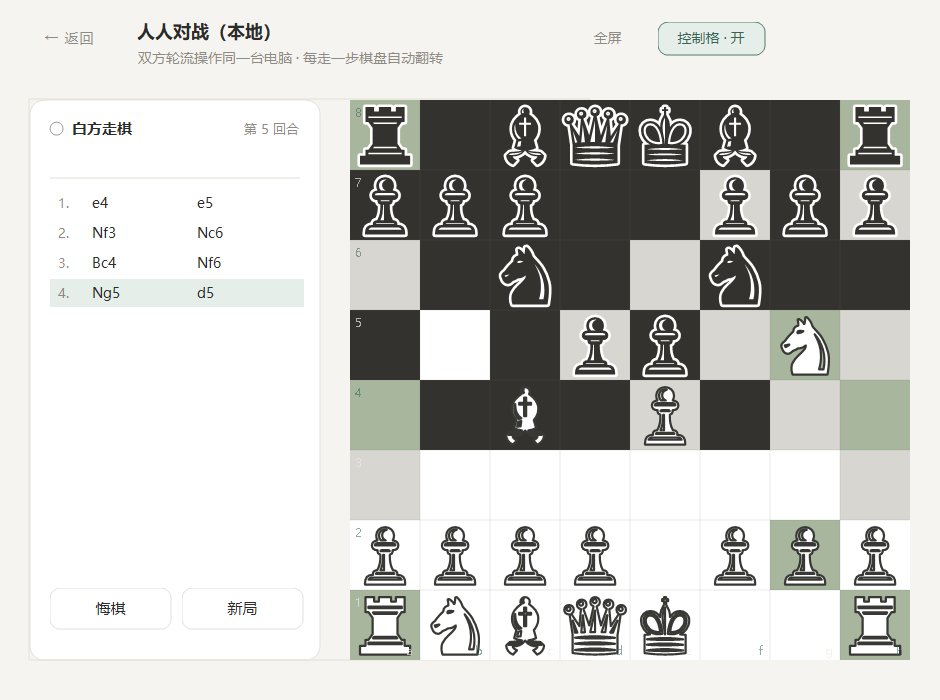 ← 返回
人人对战（本地）
双方轮流操作同一台电脑 · 每走一步棋盘自动翻转
全屏
控制格 · 开
白方走棋
第 5 回合
1. e4 e5
2. Nf3 Nc6
3. Bc4 Nf6
4. Ng5 d5
悔棋
新局
8
7
6
5
4
3
2
1
d
f